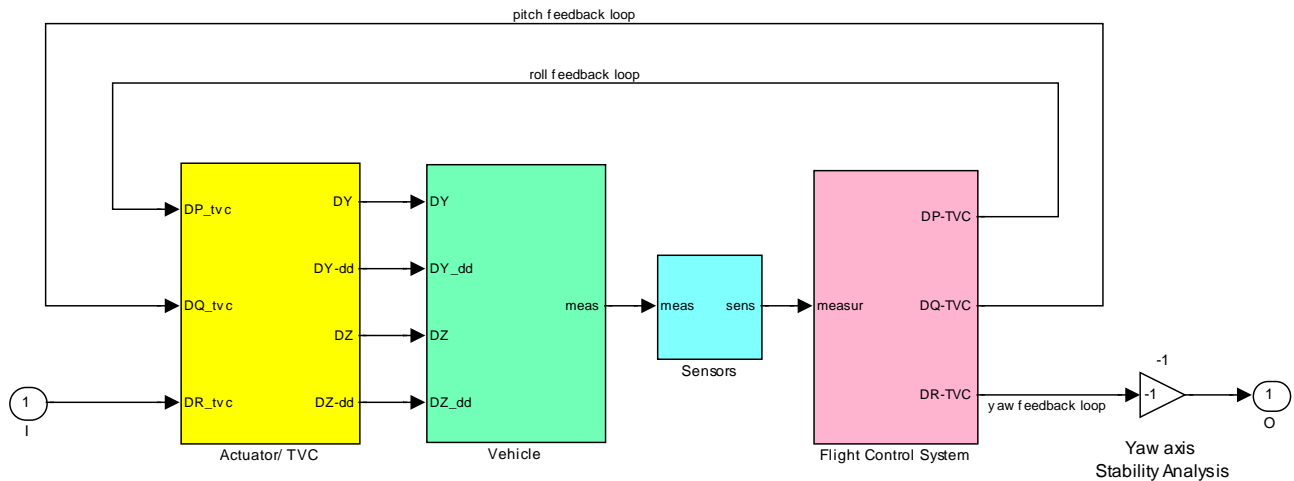 pitch feedback loop
roll feedback loop
DP_tvc
DQ_tvc
DR_tvc
DY
DY-dd
DZ
DZ-dd
Actuator/ TVC
DY
DY_dd
DZ
DZ_dd
meas
Vehicle
meas
sens
Sensors
measur
DP-TVC
DQ-TVC
DR-TVC
Flight Control System
yaw feedback loop
-1
-1
1
I
1
O
Yaw axis
Stability Analysis